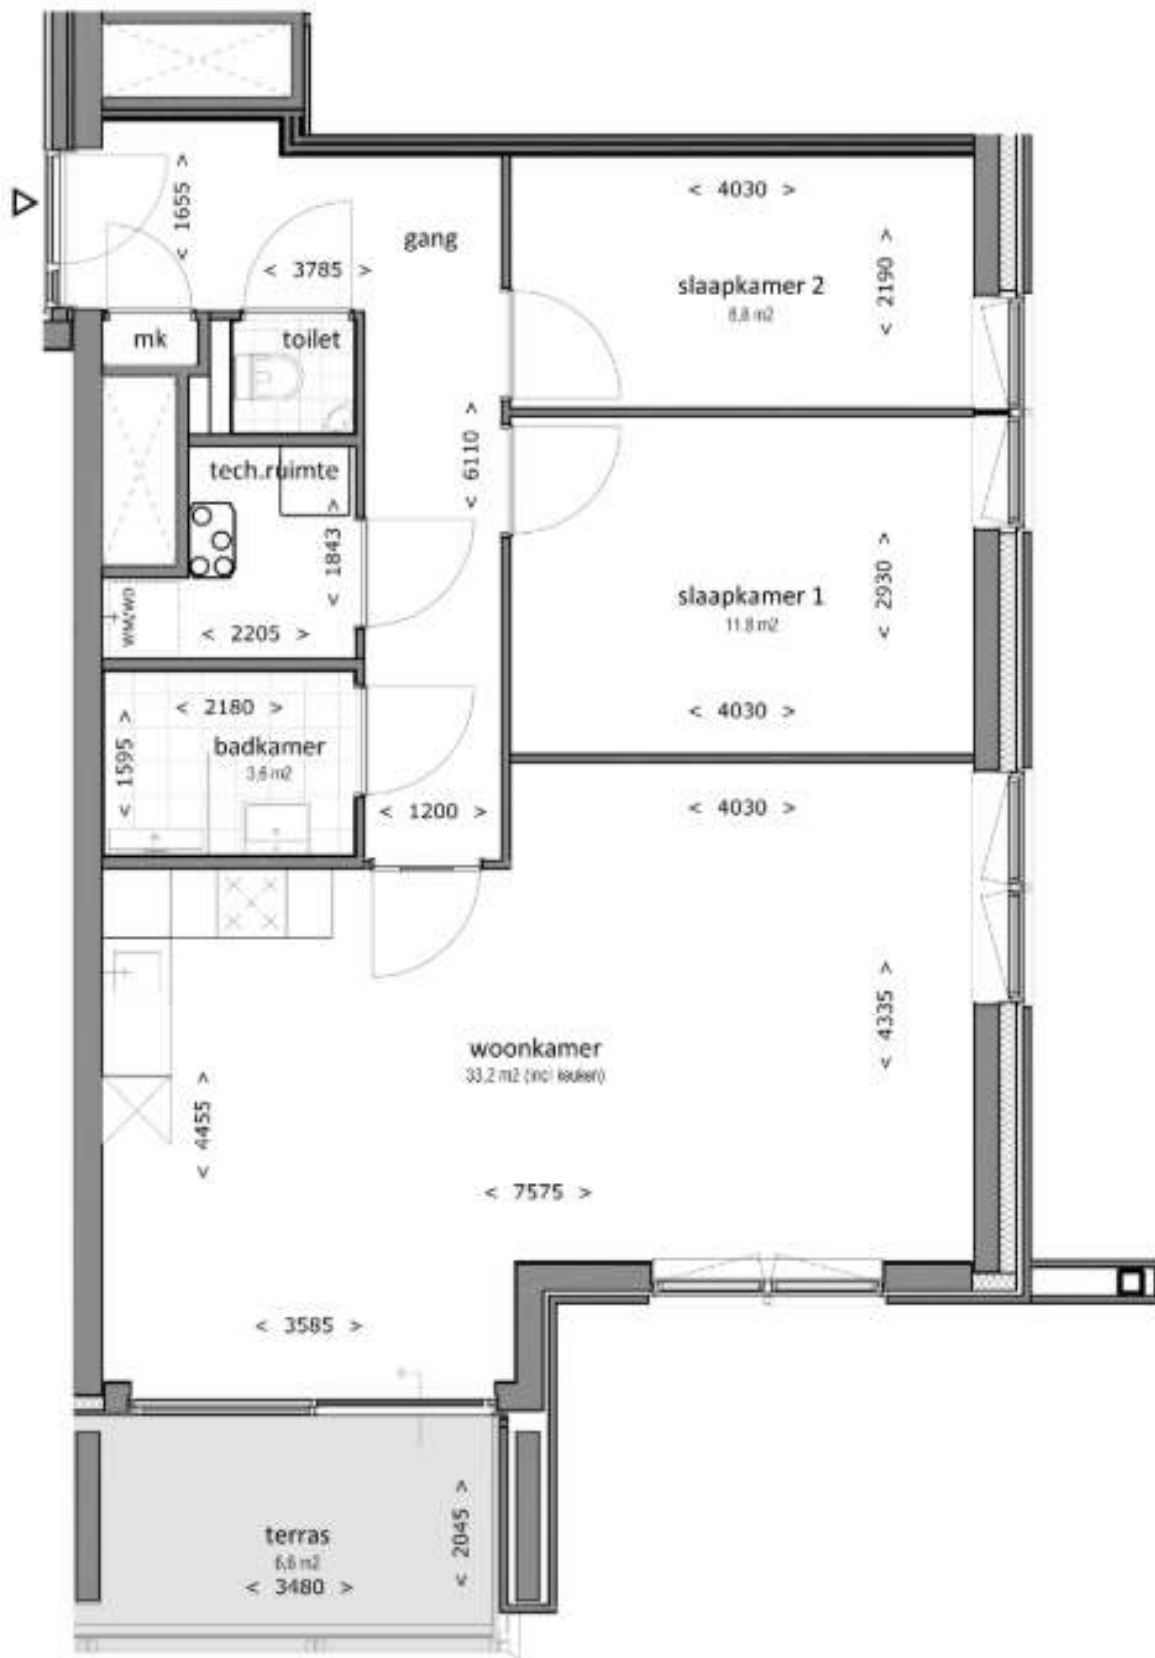 < 1655 >
< 4030 >
gang
< 3785 >
slaapkamer 2
8,8 m2
< 2190 >
mk
toilet
tech.ruimte
< 6110 >
< 1843 >
slaapkamer 1
11.8 m2
< 2930 >
WM/WD
< 2205 >
< 2180 >
< 4030 >
badkamer
3,6 m2
< 1595 >
< 1200 >
< 4030 >
< 4335 >
woonkamer
33,2 m2 (incl keuken)
< 4455 >
< 7575 >
< 3585 >
terras
6,6 m2
< 3480 >
< 2045 >